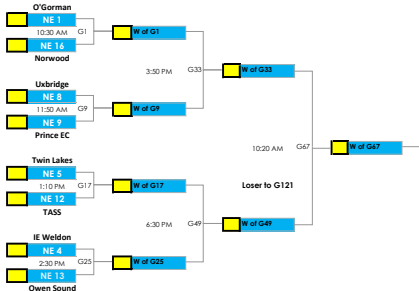 O'Gorman
NE 1
10:30 AM G1
NE 16
Norwood
W of G1
3:50 PM G33
W of G33
Uxbridge
NE 8
11:50 AM G9
NE 9
Prince EC
W of G9
10:20 AM G67
W of G67
Twin Lakes
NE 5
1:10 PM G17
NE 12
TASS
W of G17
Loser to G121
6:30 PM G49
W of G49
IE Weldon
NE 4
2:30 PM G25
NE 13
Owen Sound
W of G25